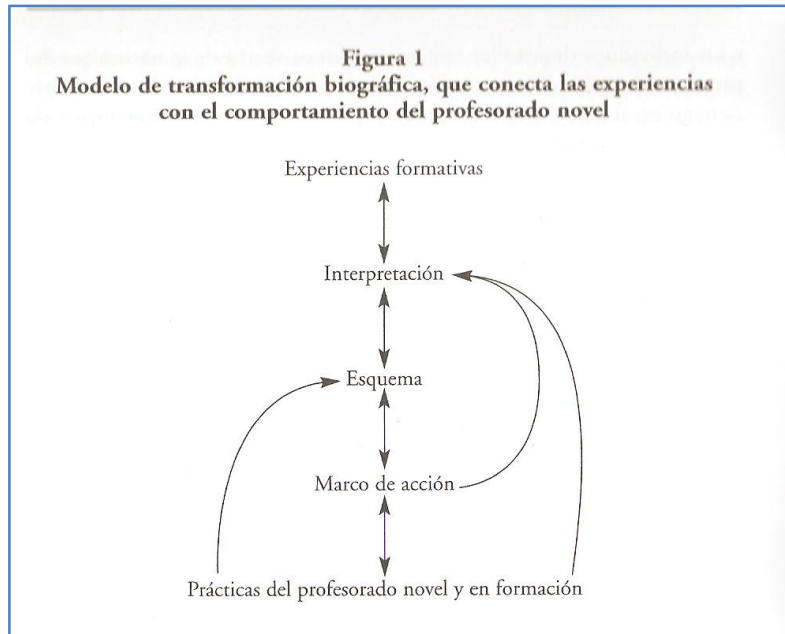 Figura 1
Modelo de transformación biográfica, que conecta las experiencias
con el comportamiento del profesorado novel
Experiencias formativas
Interpretación
Esquema
Marco de acción
Prácticas del profesorado novel y en formación